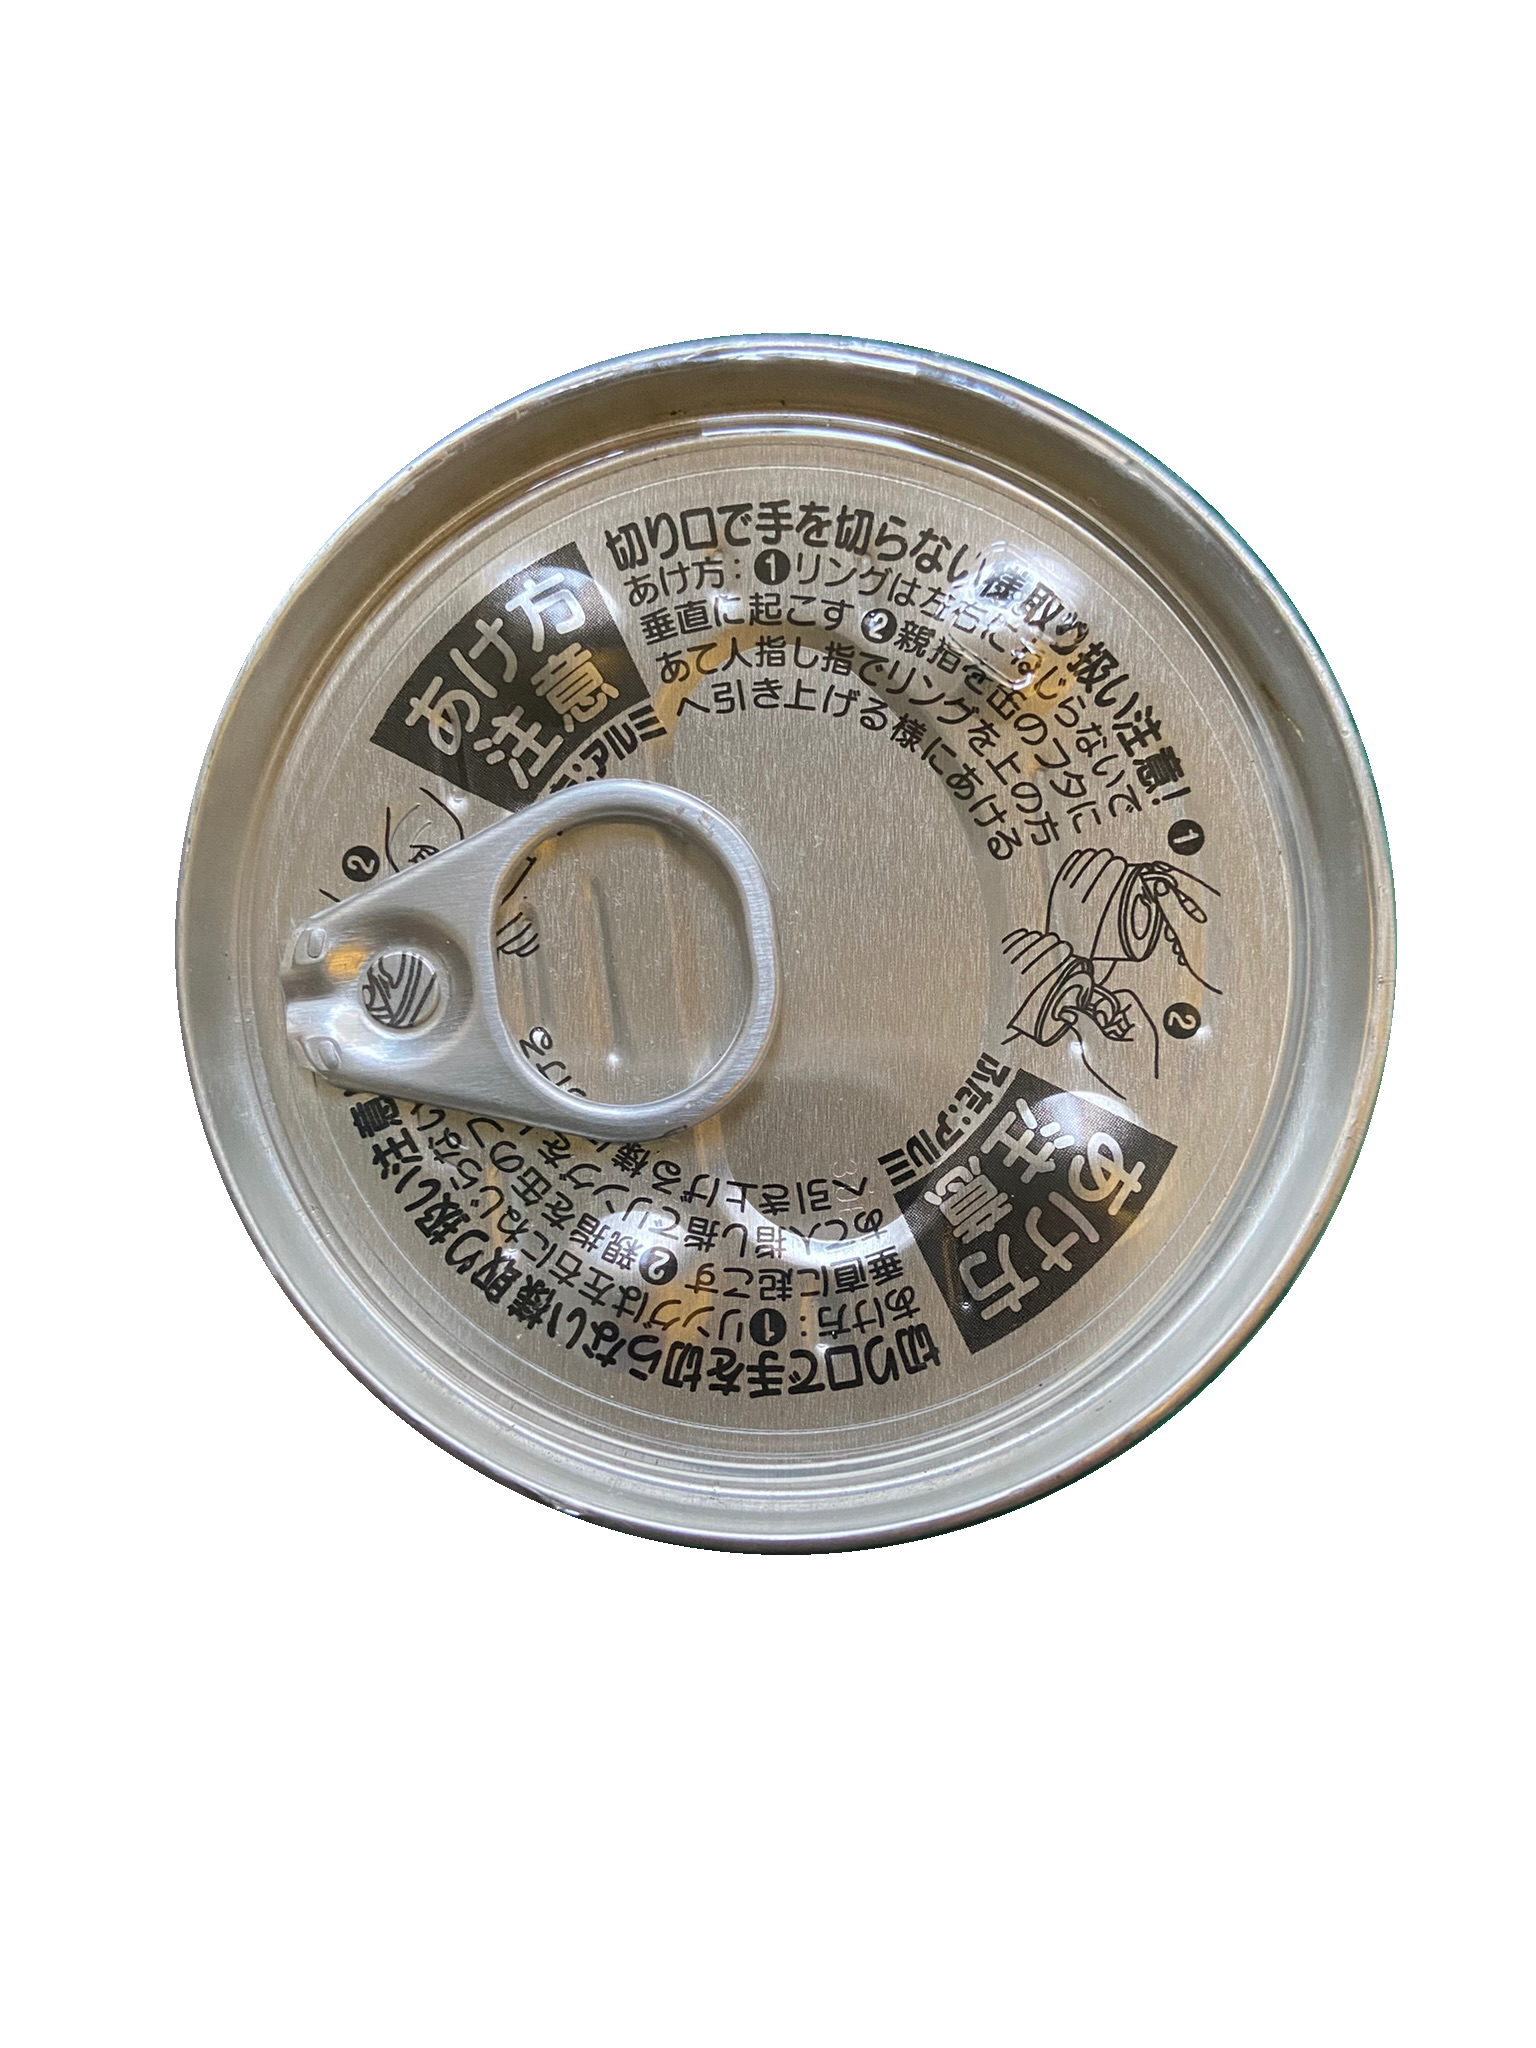 あけ方
注意
切り口で手を切らない様取り扱い注意!
あけ方:❶リングは左右にねじらないで
垂直に起こす ❷親指を缶のフタに
あて人指し指でリングを上の方
へ引き上げる様にあける
:アルミ
❶
❷
ふた:アルミ
あけ方
注意
切り口で手を切らない様取り扱い注意
あけ方:❶リングは左右にねじらない
垂直に起こす ❷親指を缶のフ
あて人指し指でリングを上
へ引き上げる様に
ける
❷